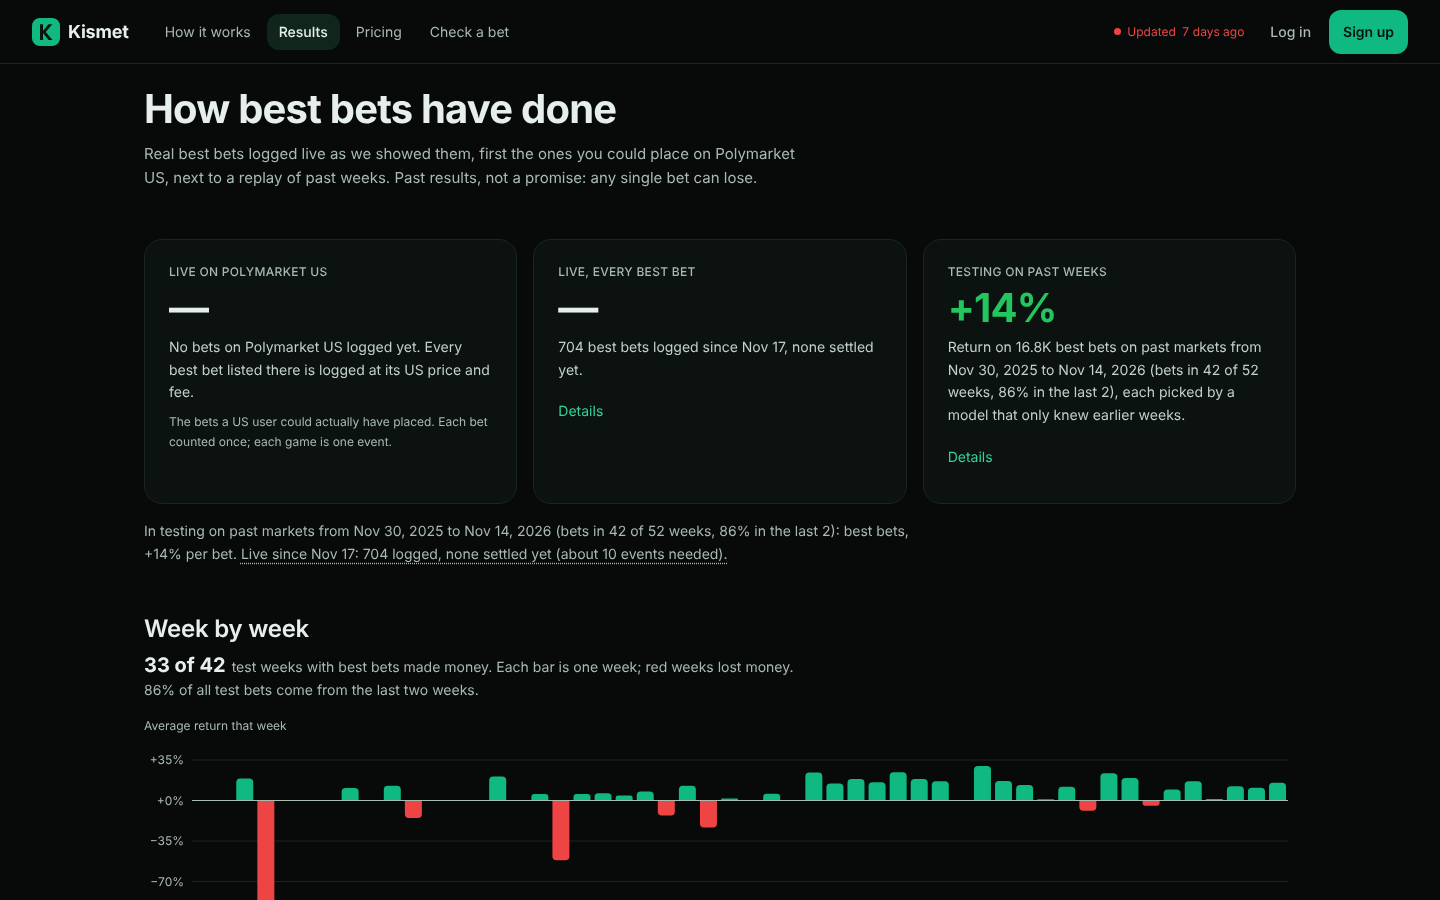 K Kismet How it works Results Pricing Check a bet Updated 7 days ago Log in Sign up
How best bets have done
Real best bets logged live as we showed them, first the ones you could place on Polymarket
US, next to a replay of past weeks. Past results, not a promise: any single bet can lose.
LIVE ON POLYMARKET US
—
No bets on Polymarket US logged yet. Every
best bet listed there is logged at its US price and
fee.
The bets a US user could actually have placed. Each bet
counted once; each game is one event.
LIVE, EVERY BEST BET
—
704 best bets logged since Nov 17, none settled
yet.
Details
TESTING ON PAST WEEKS
+14%
Return on 16.8K best bets on past markets from
Nov 30, 2025 to Nov 14, 2026 (bets in 42 of 52
weeks, 86% in the last 2), each picked by a
model that only knew earlier weeks.
Details
In testing on past markets from Nov 30, 2025 to Nov 14, 2026 (bets in 42 of 52 weeks, 86% in the last 2): best bets,
+14% per bet. Live since Nov 17: 704 logged, none settled yet (about 10 events needed).
Week by week
33 of 42 test weeks with best bets made money. Each bar is one week; red weeks lost money.
86% of all test bets come from the last two weeks.
Average return that week
+35%
+0%
−35%
−70%